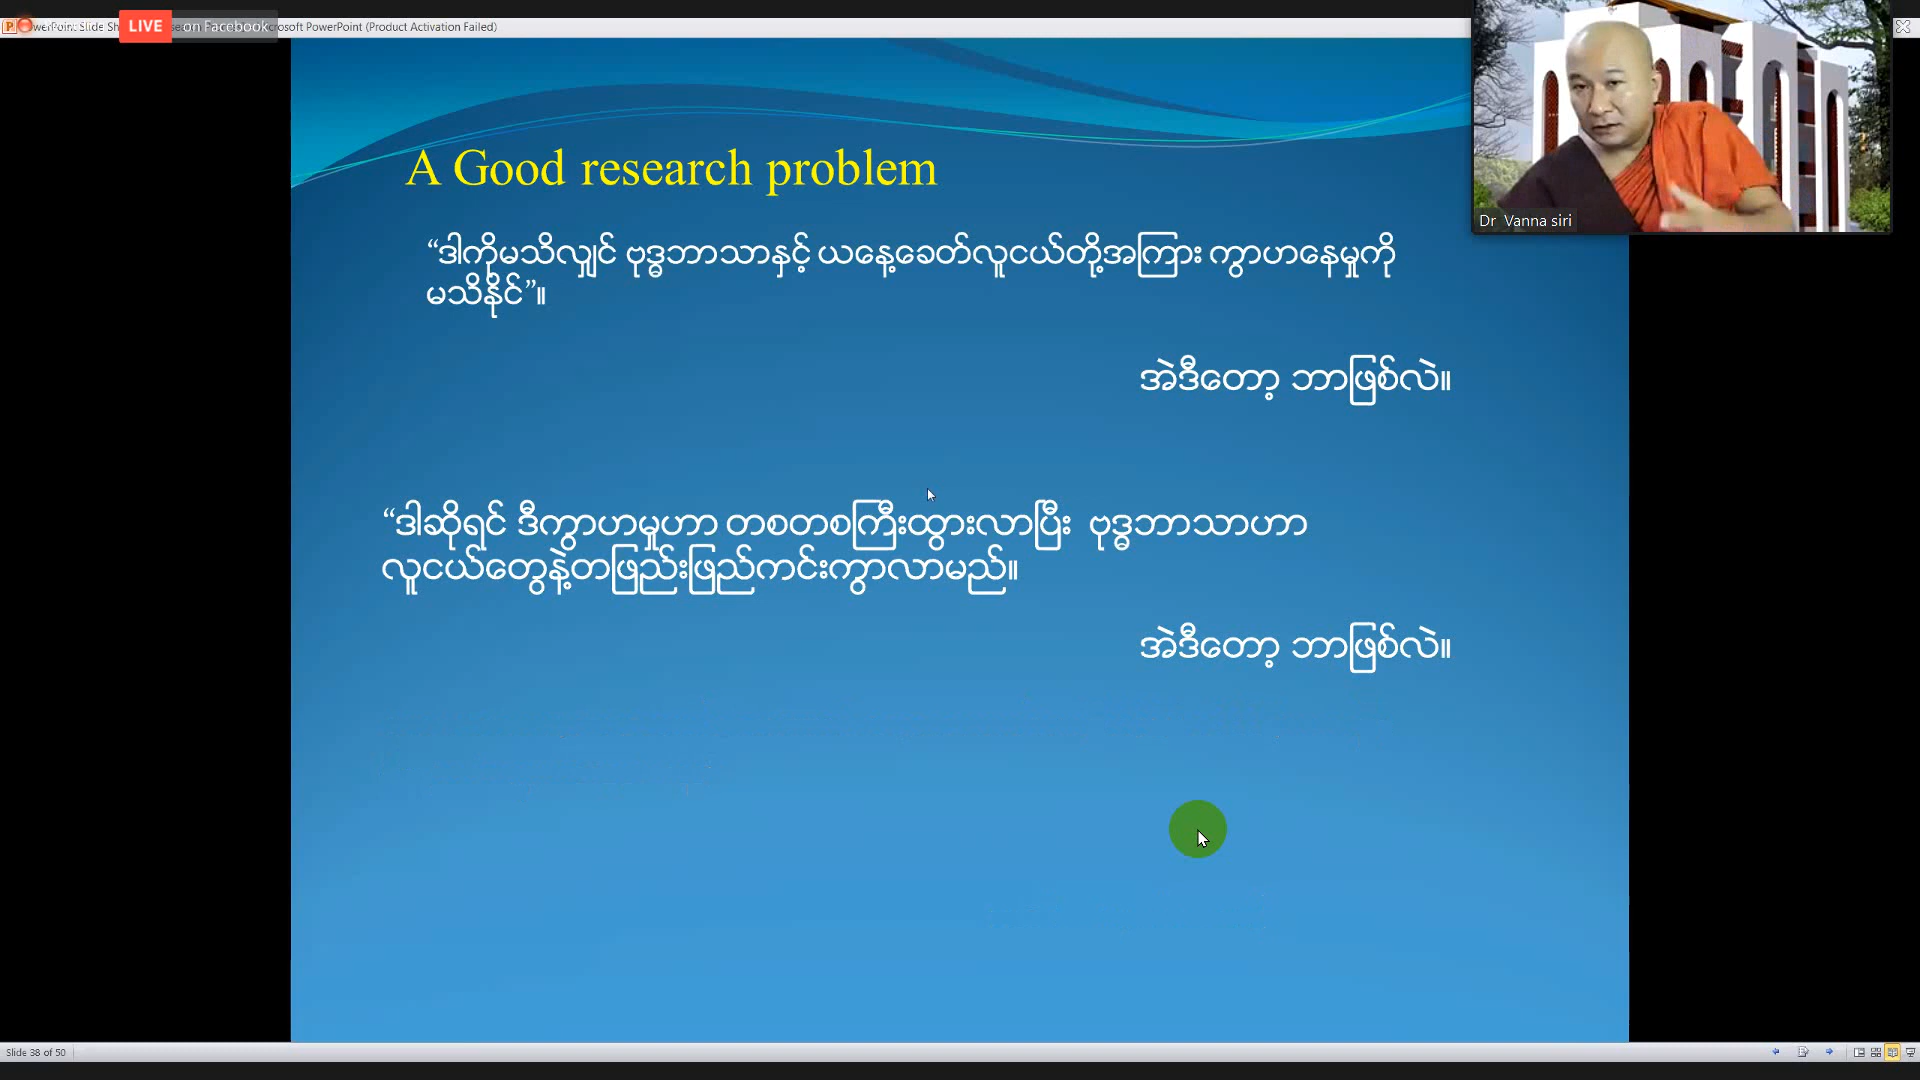 LIVE on Facebook
PowerPoint Slide Microsoft PowerPoint (Product Activation Failed)
Dr Vanna siri
A Good research problem
“ဒါကိုမသိလျှင် ဗုဒ္ဓဘာသာနှင့် ယနေ့ခေတ်လူငယ်တို့အကြား ကွာဟနေမှုကို
မသိနိုင်”။
အဲဒီတော့ ဘာဖြစ်လဲ။
“ဒါဆိုရင် ဒီကွာဟမှုဟာ တစတစကြီးထွားလာပြီး ဗုဒ္ဓဘာသာဟာ
လူငယ်တွေနဲ့တဖြည်းဖြည်ကင်းကွာလာမည်။
အဲဒီတော့ ဘာဖြစ်လဲ။
Slide 38 of 50